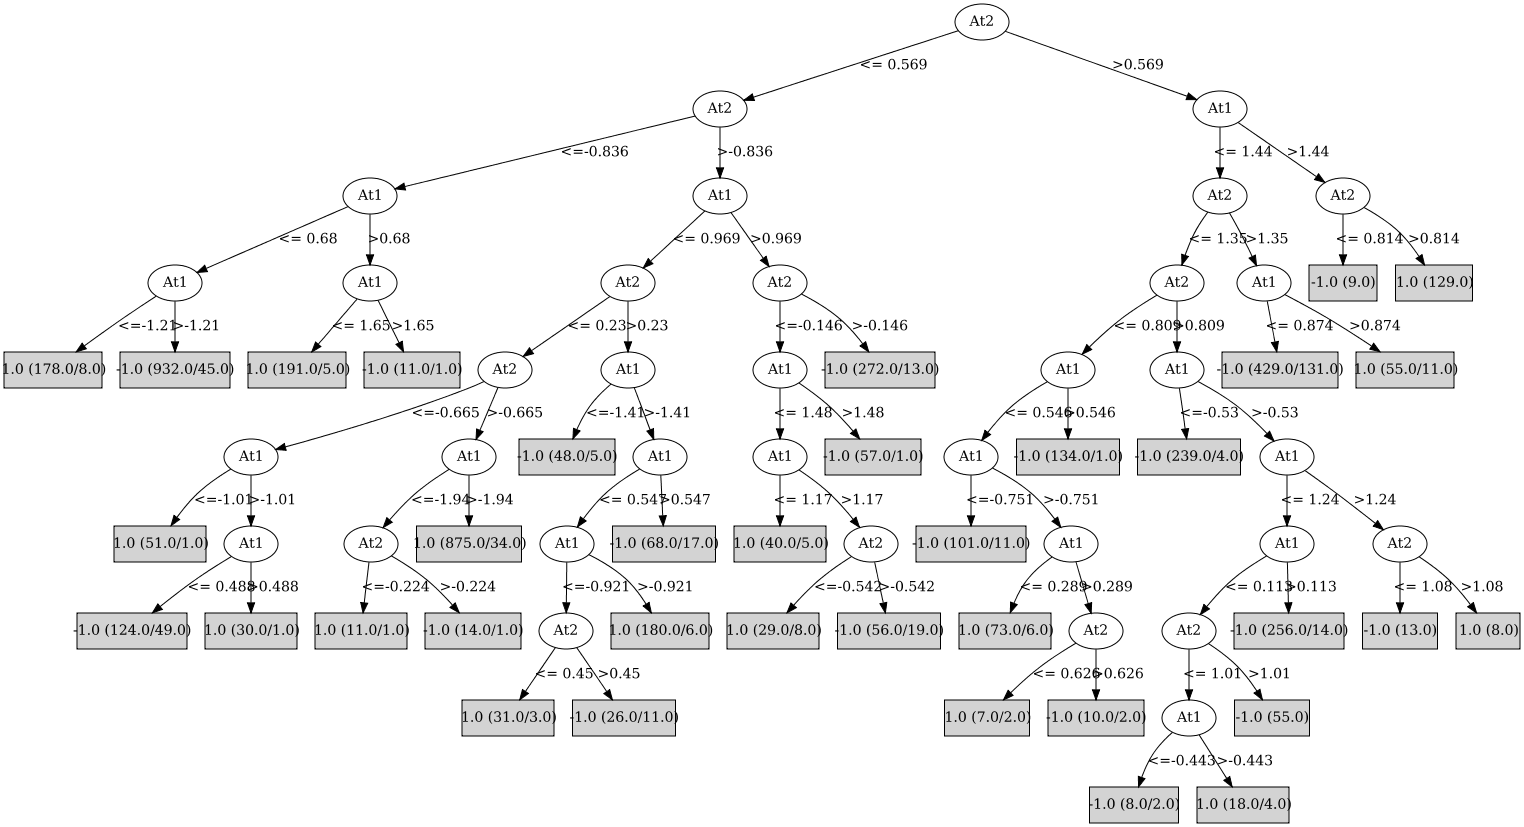 At2
<= 0.569 >0.569
At2 At1
<=-0.836 >-0.836 <= 1.44 >1.44
At1 At1 At2 At2
<= 0.68 >0.68 <= 0.969 >0.969 <= 1.35 >1.35 <= 0.814 >0.814
At1 At1 At2 At2 At2 At1 -1.0 (9.0) 1.0 (129.0)
<=-1.21 >-1.21 <= 1.65 >1.65 <= 0.23 >0.23 <=-0.146 >-0.146 <= 0.809 >0.809 <= 0.874 >0.874
1.0 (178.0/8.0) -1.0 (932.0/45.0) 1.0 (191.0/5.0) -1.0 (11.0/1.0) At2 At1 At1 -1.0 (272.0/13.0) At1 At1 -1.0 (429.0/131.0) 1.0 (55.0/11.0)
<=-0.665 >-0.665 <=-1.41 >-1.41 <= 1.48 >1.48 <= 0.546 >0.546 <=-0.53 >-0.53
At1 At1 -1.0 (48.0/5.0) At1 At1 -1.0 (57.0/1.0) At1 -1.0 (134.0/1.0) -1.0 (239.0/4.0) At1
<=-1.01 >-1.01 <=-1.94 >-1.94 <= 0.547 >0.547 <= 1.17 >1.17 <=-0.751 >-0.751 <= 1.24 >1.24
1.0 (51.0/1.0) At1 At2 1.0 (875.0/34.0) At1 -1.0 (68.0/17.0) 1.0 (40.0/5.0) At2 -1.0 (101.0/11.0) At1 At1 At2
<= 0.488 >0.488 <=-0.224 >-0.224 <=-0.921 >-0.921 <=-0.542 >-0.542 <= 0.289 >0.289 <= 0.113 >0.113 <= 1.08 >1.08
-1.0 (124.0/49.0) 1.0 (30.0/1.0) 1.0 (11.0/1.0) -1.0 (14.0/1.0) At2 1.0 (180.0/6.0) 1.0 (29.0/8.0) -1.0 (56.0/19.0) 1.0 (73.0/6.0) At2 At2 -1.0 (256.0/14.0) -1.0 (13.0) 1.0 (8.0)
<= 0.45 >0.45 <= 0.626 >0.626 <= 1.01 >1.01
1.0 (31.0/3.0) -1.0 (26.0/11.0) 1.0 (7.0/2.0) -1.0 (10.0/2.0) At1 -1.0 (55.0)
<=-0.443 >-0.443
-1.0 (8.0/2.0) 1.0 (18.0/4.0)